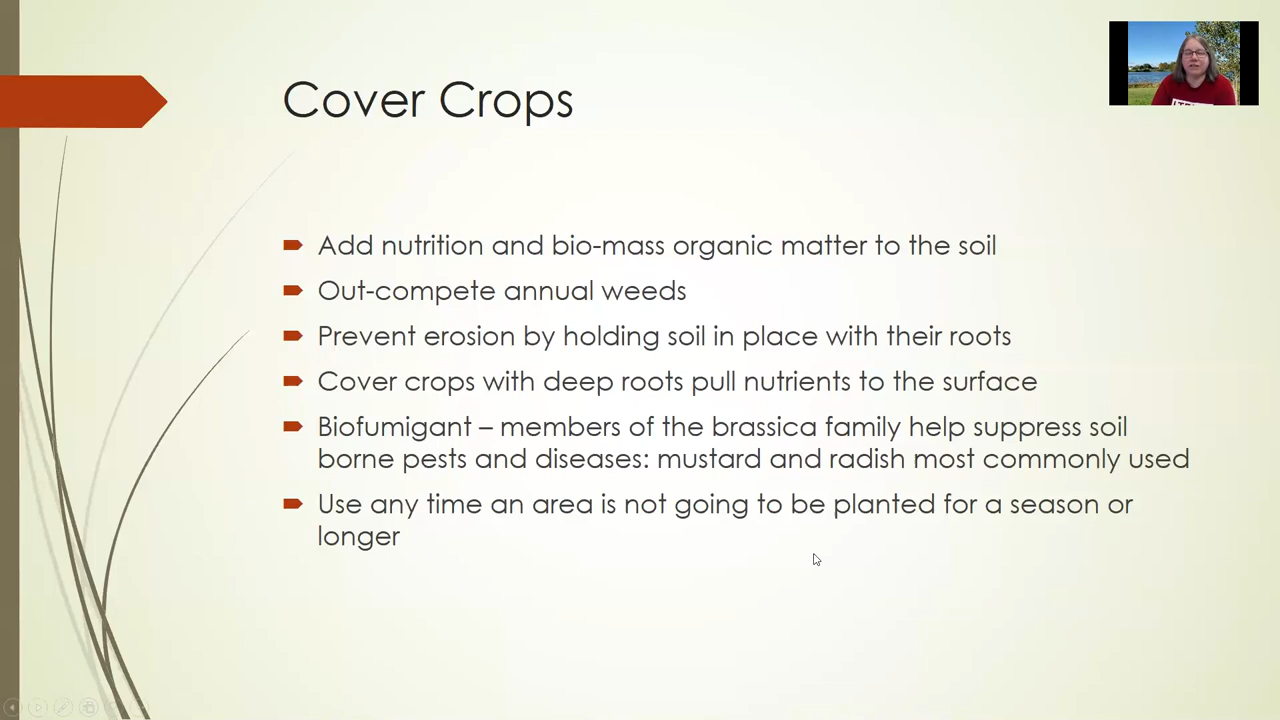 Cover Crops
Add nutrition and bio-mass organic matter to the soil
Out-compete annual weeds
Prevent erosion by holding soil in place with their roots
Cover crops with deep roots pull nutrients to the surface
Biofumigant – members of the brassica family help suppress soil
borne pests and diseases: mustard and radish most commonly used
Use any time an area is not going to be planted for a season or
longer